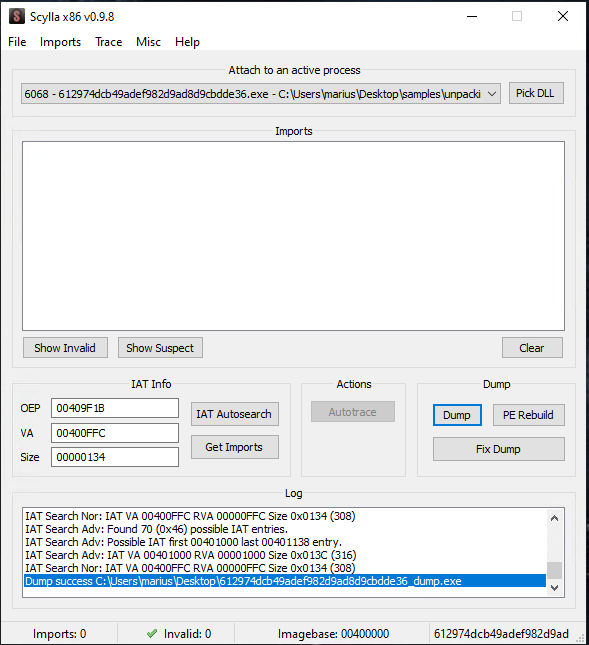 Scylla x86 v0.9.8
File Imports Trace Misc Help
Attach to an active process
6068 - 612974dcb49adef982d9ad8d9cbdde36.exe - C:\Users\marius\Desktop\samples\unpacki
Pick DLL
Imports
Show Invalid
Show Suspect
Clear
IAT Info
OEP 00409F1B
VA 00400FFC
Size 00000134
IAT Autosearch
Get Imports
Actions
Autotrace
Dump
Dump
PE Rebuild
Fix Dump
Log
IAT Search Nor: IAT VA 00400FFC RVA 00000FFC Size 0x0134 (308)
IAT Search Adv: Found 70 (0x46) possible IAT entries.
IAT Search Adv: Possible IAT first 00401000 last 00401138 entry.
IAT Search Adv: IAT VA 00401000 RVA 00001000 Size 0x013C (316)
IAT Search Nor: IAT VA 00400FFC RVA 00000FFC Size 0x0134 (308)
Dump success C:\Users\marius\Desktop\612974dcb49adef982d9ad8d9cbdde36_dump.exe
Imports: 0
Invalid: 0
Imagebase: 00400000
612974dcb49adef982d9ad